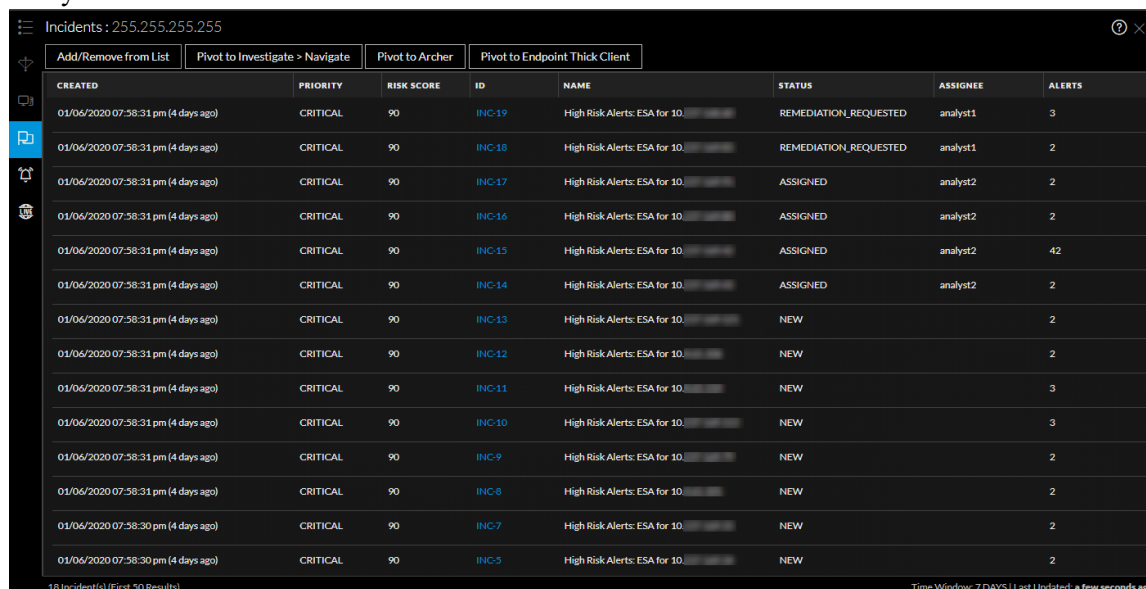 Incidents : 255.255.255.255
Add/Remove from List Pivot to Investigate > Navigate Pivot to Archer Pivot to Endpoint Thick Client
CREATED PRIORITY RISK SCORE ID NAME STATUS ASSIGNEE ALERTS
01/06/2020 07:58:31 pm (4 days ago) CRITICAL 90 INC-19 High Risk Alerts: ESA for 10. REMEDIATION_REQUESTED analyst1 3
01/06/2020 07:58:31 pm (4 days ago) CRITICAL 90 INC-18 High Risk Alerts: ESA for 10. REMEDIATION_REQUESTED analyst1 2
01/06/2020 07:58:31 pm (4 days ago) CRITICAL 90 INC-17 High Risk Alerts: ESA for 10. ASSIGNED analyst2 2
01/06/2020 07:58:31 pm (4 days ago) CRITICAL 90 INC-16 High Risk Alerts: ESA for 10. ASSIGNED analyst2 2
LIVE
01/06/2020 07:58:31 pm (4 days ago) CRITICAL 90 INC-15 High Risk Alerts: ESA for 10. ASSIGNED analyst2 42
01/06/2020 07:58:31 pm (4 days ago) CRITICAL 90 INC-14 High Risk Alerts: ESA for 10. ASSIGNED analyst2 2
01/06/2020 07:58:31 pm (4 days ago) CRITICAL 90 INC-13 High Risk Alerts: ESA for 10. NEW 2
01/06/2020 07:58:31 pm (4 days ago) CRITICAL 90 INC-12 High Risk Alerts: ESA for 10. NEW 2
01/06/2020 07:58:31 pm (4 days ago) CRITICAL 90 INC-11 High Risk Alerts: ESA for 10. NEW 3
01/06/2020 07:58:31 pm (4 days ago) CRITICAL 90 INC-10 High Risk Alerts: ESA for 10. NEW 3
01/06/2020 07:58:31 pm (4 days ago) CRITICAL 90 INC-9 High Risk Alerts: ESA for 10. NEW 2
01/06/2020 07:58:31 pm (4 days ago) CRITICAL 90 INC-8 High Risk Alerts: ESA for 10. NEW 2
01/06/2020 07:58:30 pm (4 days ago) CRITICAL 90 INC-7 High Risk Alerts: ESA for 10. NEW 2
01/06/2020 07:58:30 pm (4 days ago) CRITICAL 90 INC-5 High Risk Alerts: ESA for 10. NEW 2
18 Incident(s) (First 50 Results) Time Window: 7 DAYS | Last Updated: a few seconds